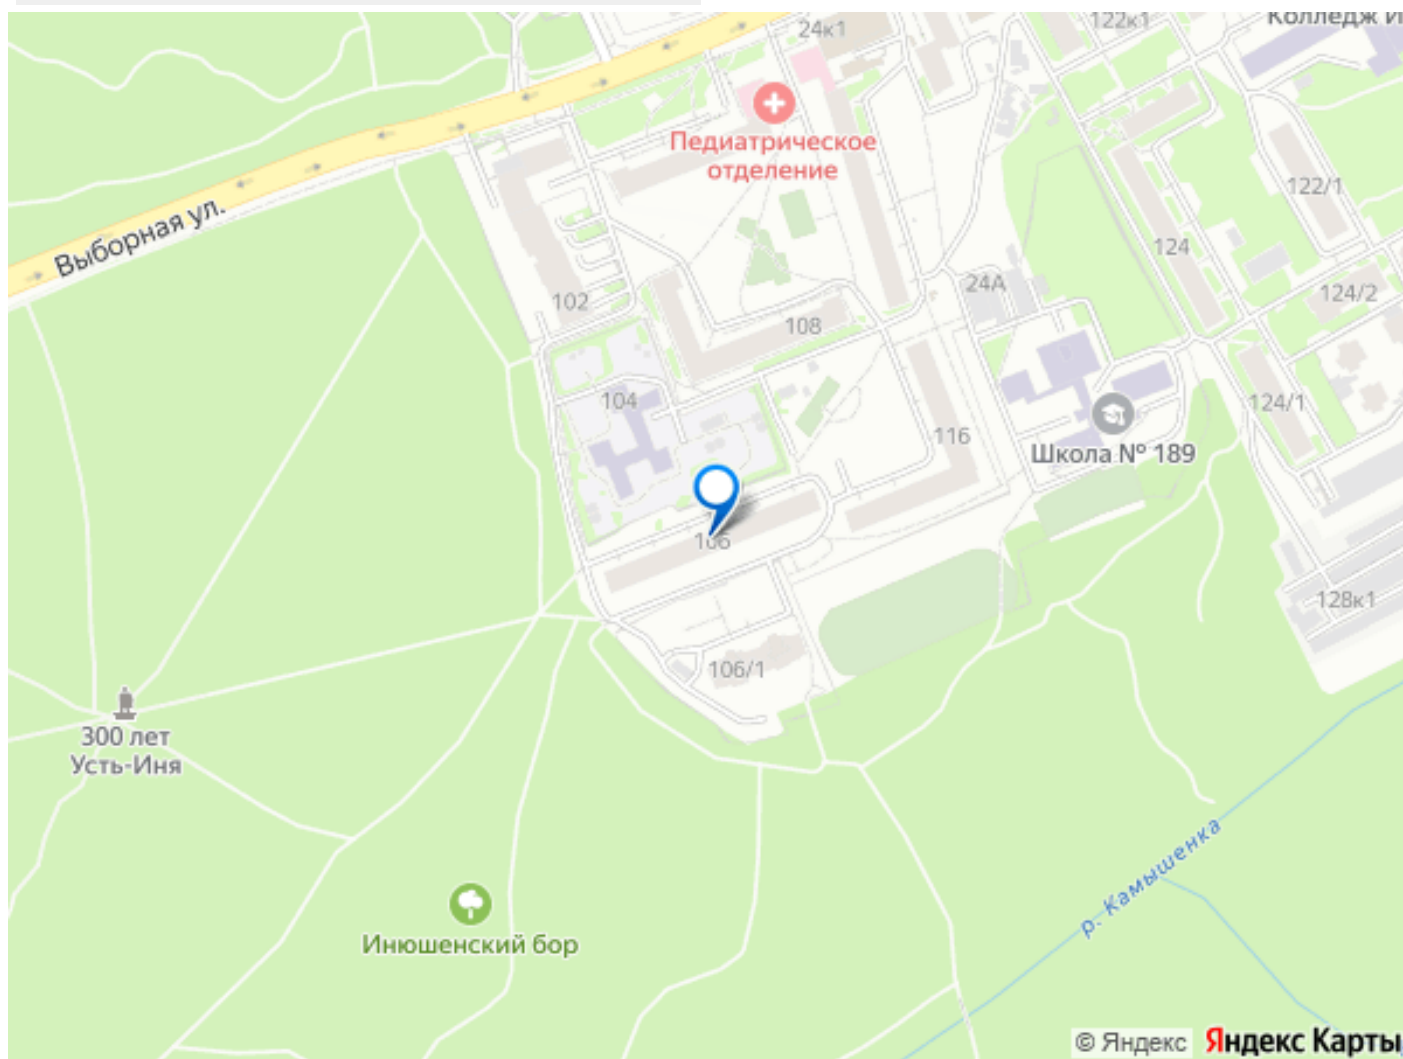 24к1
122к1
Колледж И
Педиатрическое
отделение
122/1
Выборная ул.
124
102
24А
124/2
108
104
124/1
116
Школа № 189
106
128к1
106/1
300 лет
Усть-Иня
р. Камышенка
Инюшенский бор
© Яндекс Яндекс Карты